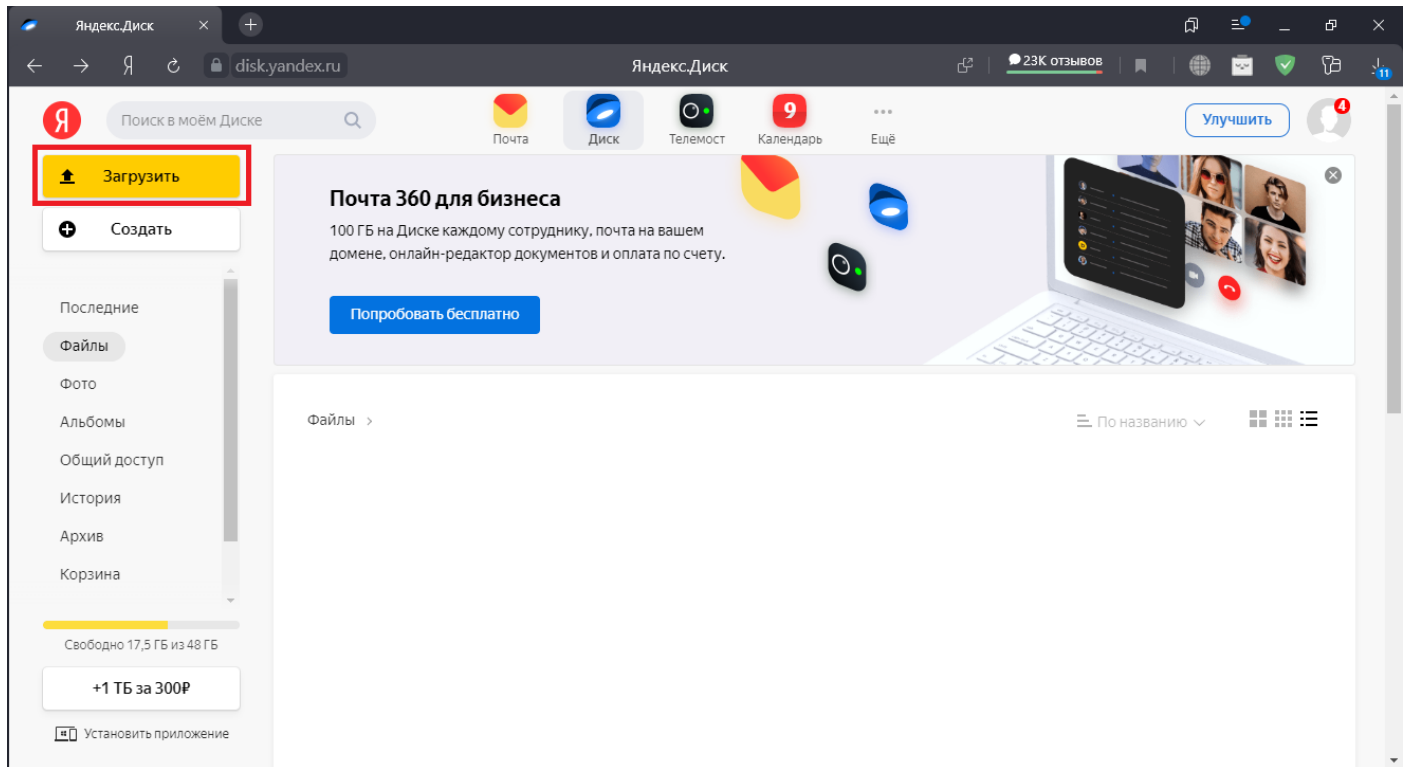 Яндекс.Диск
Я
disk.yandex.ru
Яндекс.Диск
23К отзывов
11
Я
Поиск в моём Диске
Почта
Диск
Телемост
9
Календарь
Ещё
Улучшить
4
Загрузить
Создать
Последние
Файлы
Фото
Альбомы
Общий доступ
История
Архив
Корзина
Свободно 17,5 ГБ из 48 ГБ
+1 ТБ за 300₽
Установить приложение
Почта 360 для бизнеса
100 ГБ на Диске каждому сотруднику, почта на вашем
домене, онлайн-редактор документов и оплата по счету.
Попробовать бесплатно
Файлы >
По названию